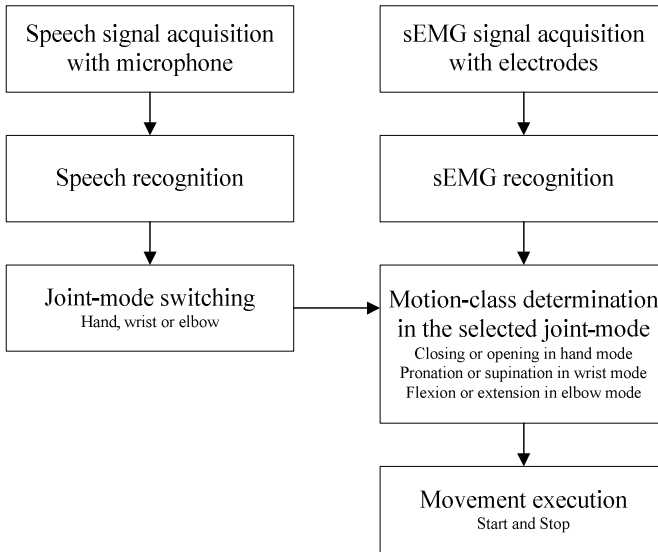 Speech signal acquisition
with microphone
Speech recognition
Joint-mode switching
Hand, wrist or elbow
sEMG signal acquisition
with electrodes
sEMG recognition
Motion-class determination
in the selected joint-mode
Closing or opening in hand mode
Pronation or supination in wrist mode
Flexion or extension in elbow mode
Movement execution
Start and Stop